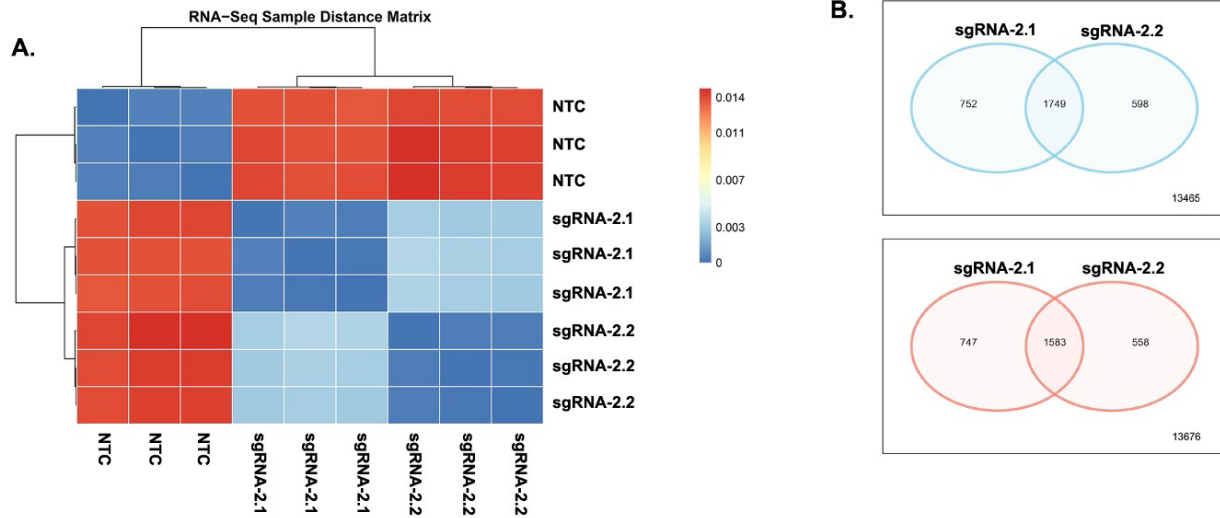 RNA−Seq Sample Distance Matrix
A.
NTC
NTC
NTC
sgRNA-2.1
sgRNA-2.1
sgRNA-2.1
sgRNA-2.2
sgRNA-2.2
sgRNA-2.2
NTC
NTC
NTC
sgRNA-2.1
sgRNA-2.1
sgRNA-2.1
sgRNA-2.2
sgRNA-2.2
sgRNA-2.2
0.014
0.011
0.007
0.003
0
B.
sgRNA-2.1 sgRNA-2.2
752 1749 598
13465
sgRNA-2.1 sgRNA-2.2
747 1583 558
13676